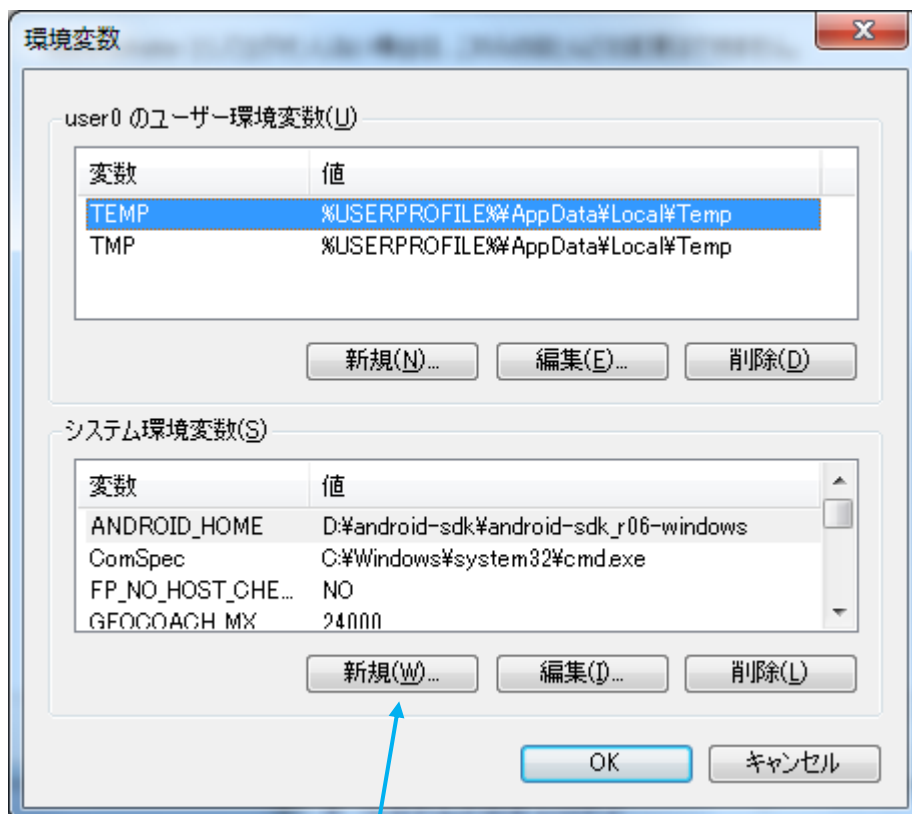 環境変数
user0 のユーザー環境変数(U)
変数 値
TEMP %USERPROFILE%¥AppData¥Local¥Temp
TMP %USERPROFILE%¥AppData¥Local¥Temp
新規(N)... 編集(E)... 削除(D)
システム環境変数(S)
変数 値
ANDROID_HOME D:¥android-sdk¥android-sdk_r06-windows
ComSpec C:¥Windows¥system32¥cmd.exe
FP_NO_HOST_CHE... NO
GEOCOACH_MX 24000
新規(W)... 編集(I)... 削除(L)
OK キャンセル